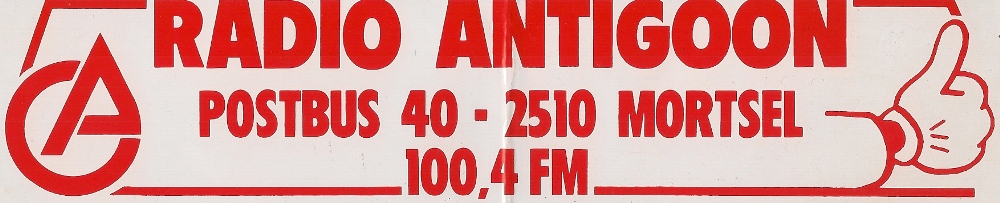 RADIO ANTIGOON
POSTBUS 40 - 2510 MORTSEL
100,4 FM